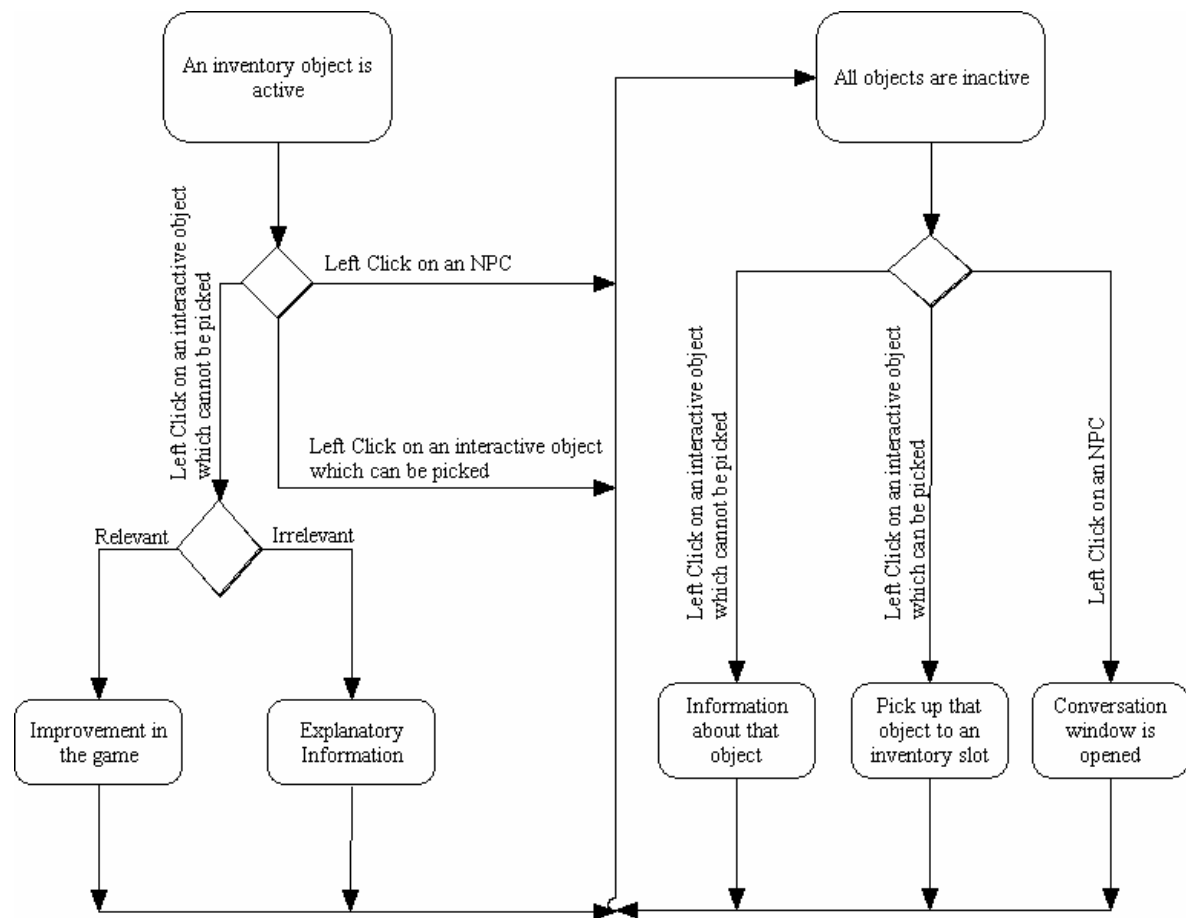 An inventory object is
active
All objects are inactive
Left Click on an interactive object
which cannot be picked
Left Click on an NPC
Left Click on an interactive object
which can be picked
Relevant
Irrelevant
Left Click on an interactive object
which cannot be picked
Left Click on an interactive object
which can be picked
Left Click on an NPC
Improvement in
the game
Explanatory
Information
Information
about that
object
Pick up that
object to an
inventory slot
Conversation
window is
opened